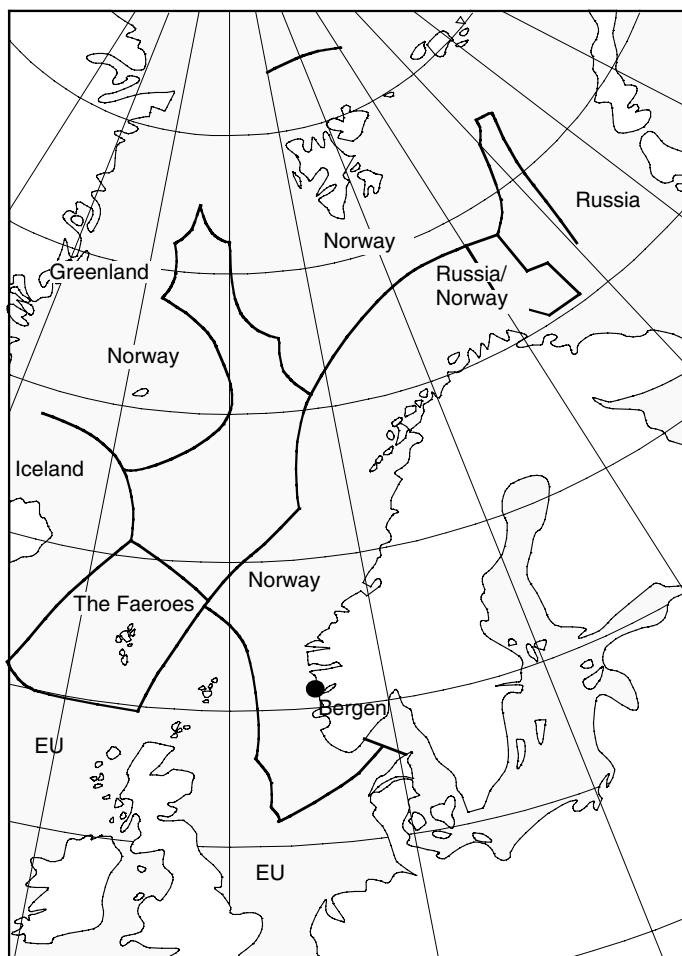 Russia
Norway
Greenland
Russia/
Norway
Norway
Iceland
Norway
The Faeroes
Bergen
EU
EU